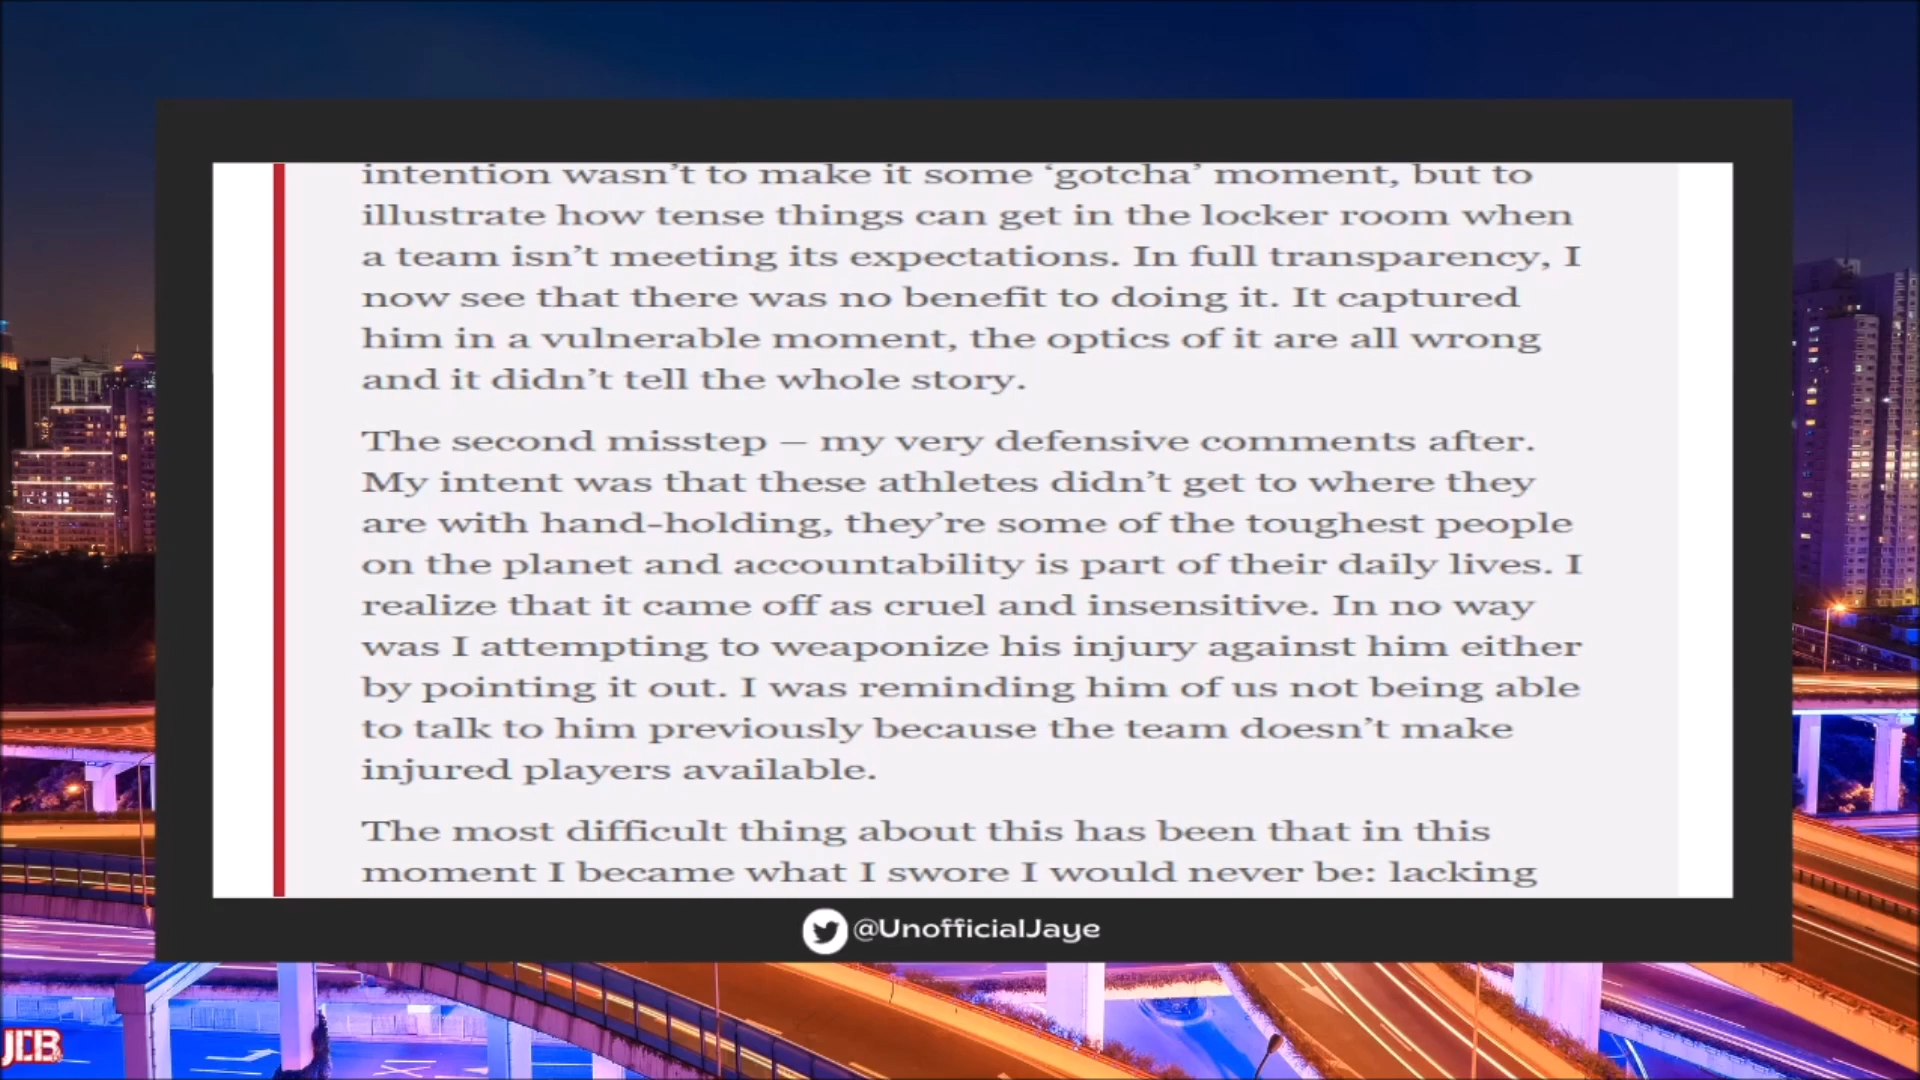 intention wasn’t to make it some ‘gotcha’ moment, but to
illustrate how tense things can get in the locker room when
a team isn’t meeting its expectations. In full transparency, I
now see that there was no benefit to doing it. It captured
him in a vulnerable moment, the optics of it are all wrong
and it didn’t tell the whole story.
The second misstep – my very defensive comments after.
My intent was that these athletes didn’t get to where they
are with hand-holding, they’re some of the toughest people
on the planet and accountability is part of their daily lives. I
realize that it came off as cruel and insensitive. In no way
was I attempting to weaponize his injury against him either
by pointing it out. I was reminding him of us not being able
to talk to him previously because the team doesn’t make
injured players available.
The most difficult thing about this has been that in this
moment I became what I swore I would never be: lacking
@UnofficialJaye
JCB